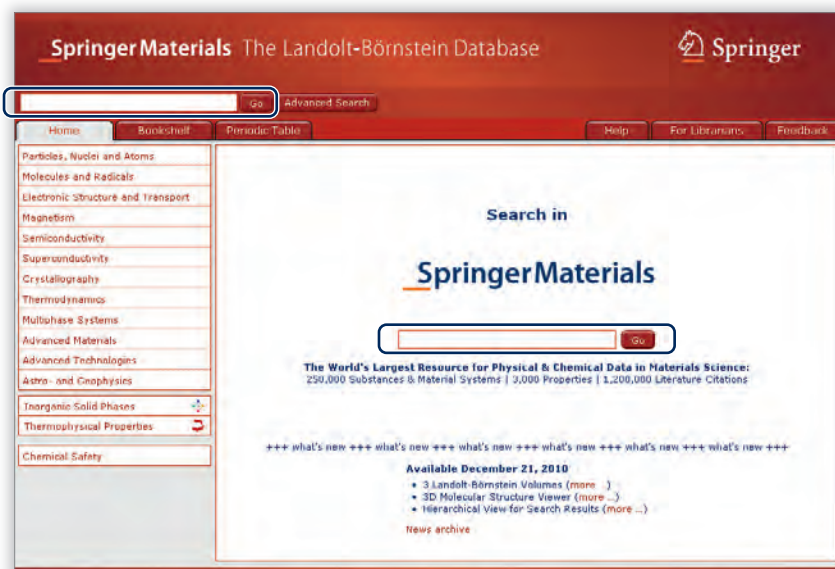 SpringerMaterials The Landolt-Börnstein Database
Springer
Go Advanced Search
Home Bookshelf Periodic Table Help For Librarians Feedback
Particles, Nuclei and Atoms
Molecules and Radicals
Electronic Structure and Transport
Magnetism
Semiconductivity
Superconductivity
Crystallography
Thermodynamics
Multiphase Systems
Advanced Materials
Advanced Technologies
Astro- and Geophysics
Inorganic Solid Phases
Thermophysical Properties
Chemical Safety
Search in
SpringerMaterials
Go
The World's Largest Resource for Physical & Chemical Data in Materials Science:
250,000 Substances & Material Systems | 3,000 Properties | 1,200,000 Literature Citations
+++ what's new +++ what's new +++ what's new +++ what's new +++ what's new +++ what's new +++
Available December 21, 2010
• 3 Landolt-Börnstein Volumes (more ...)
• 3D Molecular Structure Viewer (more ...)
• Hierarchical View for Search Results (more ...)
News archive